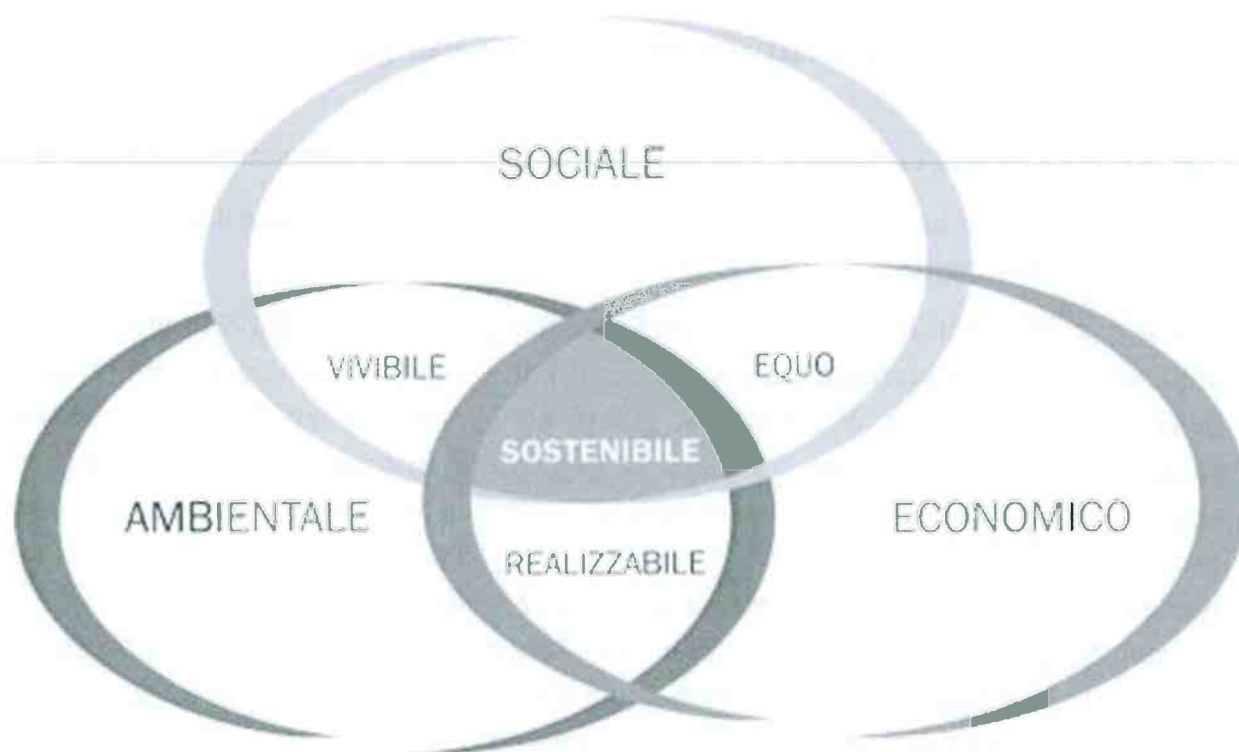 SOCIALE
VIVIBILE
EQUO
SOSTENIBILE
AMBIENTALE
ECONOMICO
REALIZZABILE